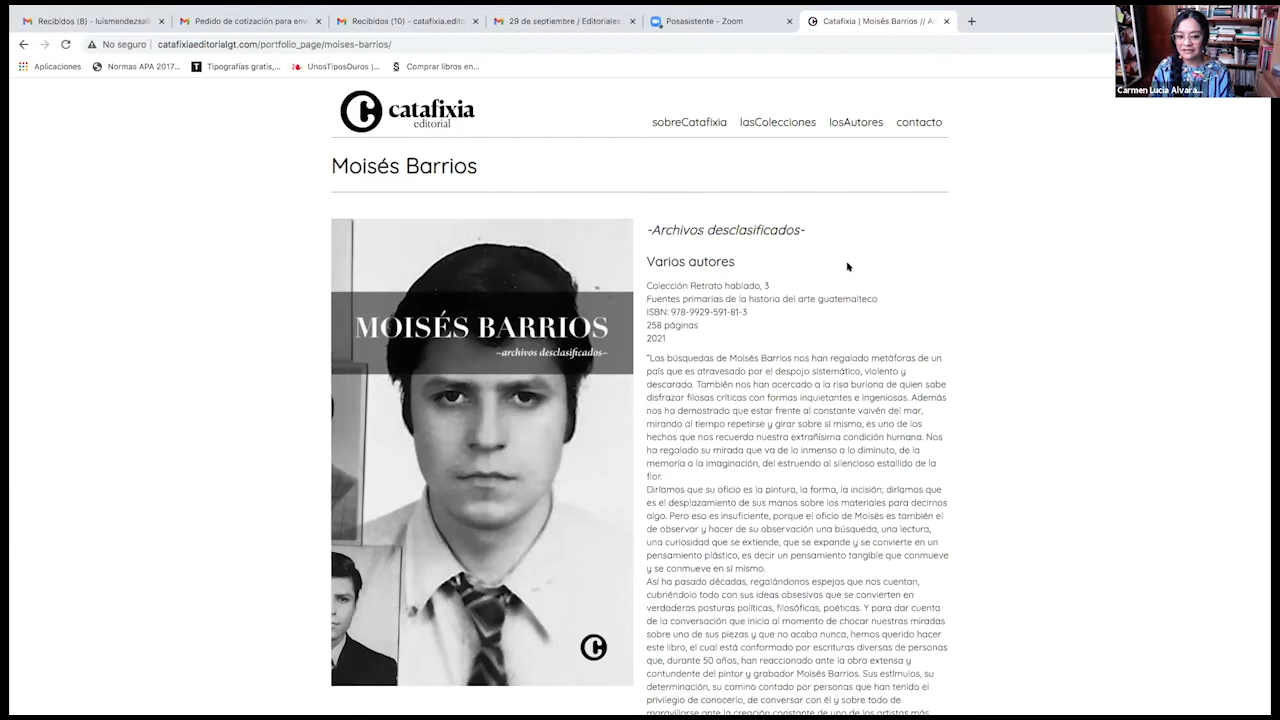 Recibidos (8) - luismendezsal
Pedido de cotización para env
Recibidos (10) - catafixia.edito
29 de septiembre / Editoriales
Posasistente - Zoom
Catafixia | Moisés Barrios // Ar
No seguro
catafixiaeditorialgt.com/portfolio_page/moises-barrios/
Aplicaciones
Normas APA 2017...
Tipografías gratis,...
UnosTiposDuros |...
Comprar libros en...
Carmen Lucia Alvara...
catafixia
editorial
sobreCatafixia
lasColecciones
losAutores
contacto
Moisés Barrios
MOISÉS BARRIOS
–archivos desclasificados–
-Archivos desclasificados-
Varios autores
Colección Retrato hablado, 3
Fuentes primarias de la historia del arte guatemalteco
ISBN: 978-9929-591-81-3
258 páginas
2021
"Las búsquedas de Moisés Barrios nos han regalado metáforas de un
país que es atravesado por el despojo sistemático, violento y
descarado. También nos han acercado a la risa burlona de quien sabe
disfrazar filosas críticas con formas inquietantes e ingeniosas. Además
nos ha demostrado que estar frente al constante vaivén del mar,
mirando al tiempo repetirse y girar sobre sí mismo, es uno de los
hechos que nos recuerda nuestra extrañísima condición humana. Nos
ha regalado su mirada que va de lo inmenso a lo diminuto, de la
memoria a la imaginación, del estruendo al silencioso estallido de la
flor.
Diríamos que su oficio es la pintura, la forma, la incisión; diríamos que
es el desplazamiento de sus manos sobre los materiales para decirnos
algo. Pero eso es insuficiente, porque el oficio de Moisés es también el
de observar y hacer de su observación una búsqueda, una lectura,
una curiosidad que se extiende, que se expande y se convierte en un
pensamiento plástico, es decir un pensamiento tangible que conmueve
y se conmueve en sí mismo.
Así ha pasado décadas, regalándonos espejos que nos cuentan,
cubriéndolo todo con sus ideas obsesivas que se convierten en
verdaderas posturas políticas, filosóficas, poéticas. Y para dar cuenta
de la conversación que inicia al momento de chocar nuestras miradas
sobre una de sus piezas y que no acaba nunca, hemos querido hacer
este libro, el cual está conformado por escrituras diversas de personas
que, durante 50 años, han reaccionado ante la obra extensa y
contundente del pintor y grabador Moisés Barrios. Sus estímulos, su
determinación, su camino contado por personas que han tenido el
privilegio de conocerlo, de conversar con él y sobre todo de
maravillarse ante la creación constante de uno de los artistas más